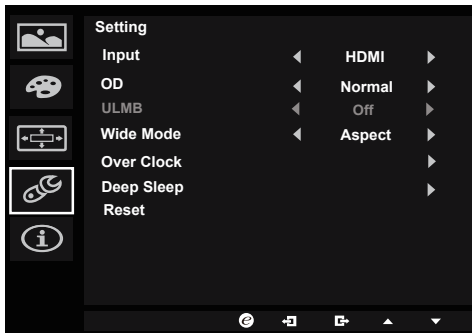 Setting
Input HDMI
OD Normal
ULMB Off
Wide Mode Aspect
Over Clock
Deep Sleep
Reset